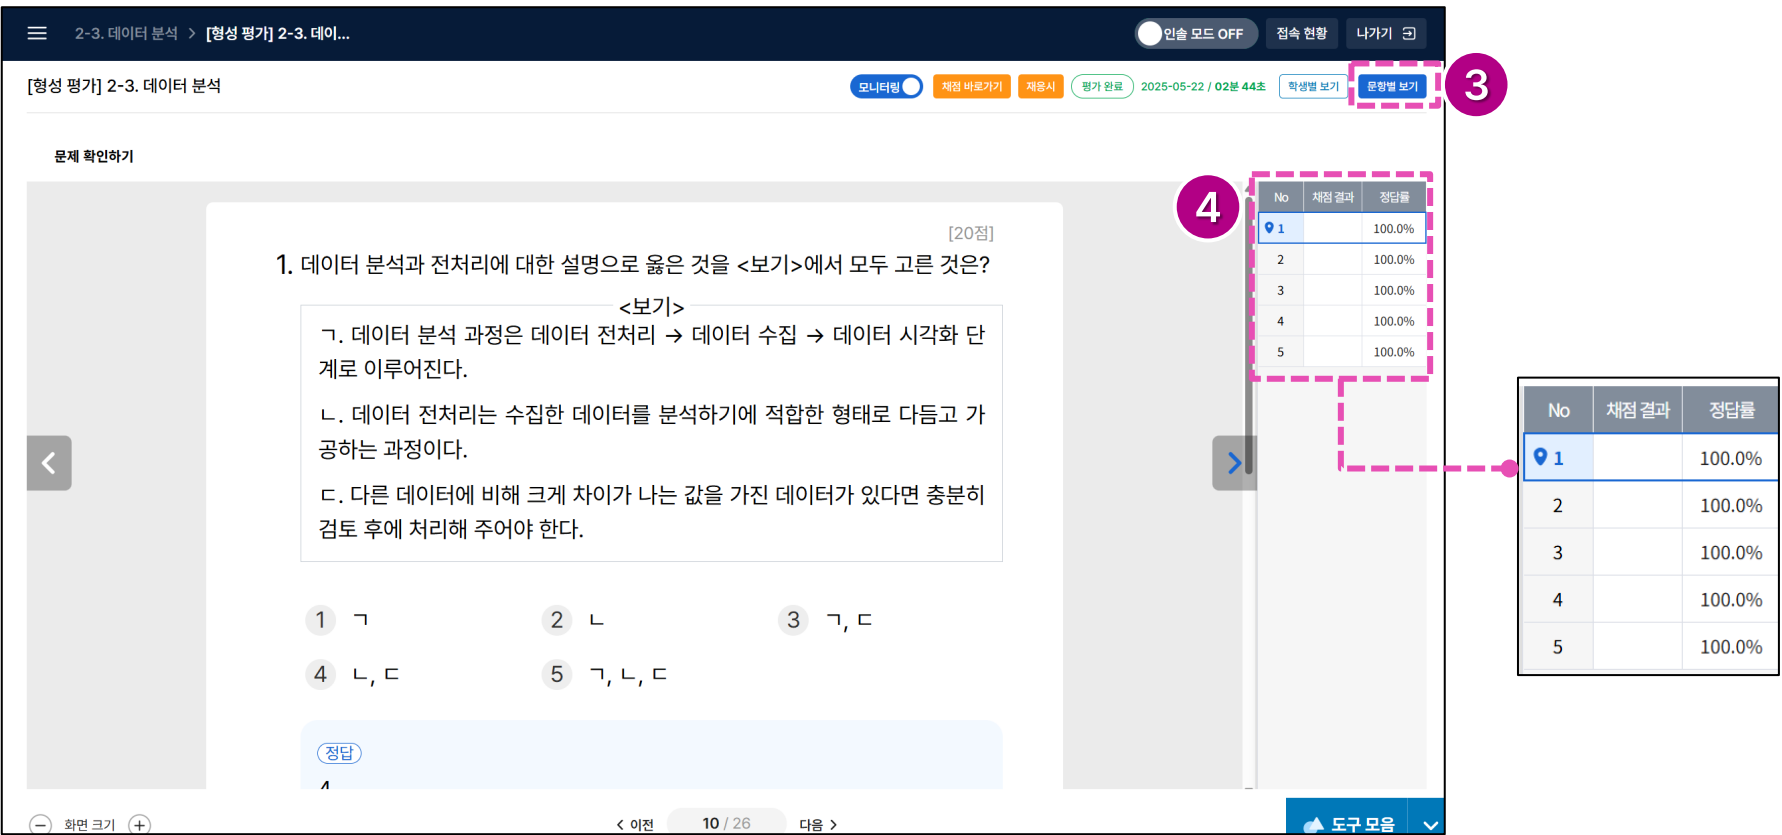 2-3. 데이터 분석 > [형성 평가] 2-3. 데이...
인솔 모드 OFF
접속 현황
나가기
[형성 평가] 2-3. 데이터 분석
모니터링
채점 바로가기
재응시
평가 완료
2025-05-22 / 02분 44초
학생별 보기
문항별 보기
3
문제 확인하기
4
No 채점 결과 정답률
1 100.0%
2 100.0%
3 100.0%
4 100.0%
5 100.0%
[20점]
1. 데이터 분석과 전처리에 대한 설명으로 옳은 것을 <보기>에서 모두 고른 것은?
<보기>
ㄱ. 데이터 분석 과정은 데이터 전처리 → 데이터 수집 → 데이터 시각화 단
계로 이루어진다.
ㄴ. 데이터 전처리는 수집한 데이터를 분석하기에 적합한 형태로 다듬고 가
공하는 과정이다.
ㄷ. 다른 데이터에 비해 크게 차이가 나는 값을 가진 데이터가 있다면 충분히
검토 후에 처리해 주어야 한다.
1 ㄱ 2 ㄴ 3 ㄱ, ㄷ
4 ㄴ, ㄷ 5 ㄱ, ㄴ, ㄷ
정답
4
화면 크기
< 이전 10 / 26 다음 >
도구 모음
No 채점 결과 정답률
1 100.0%
2 100.0%
3 100.0%
4 100.0%
5 100.0%